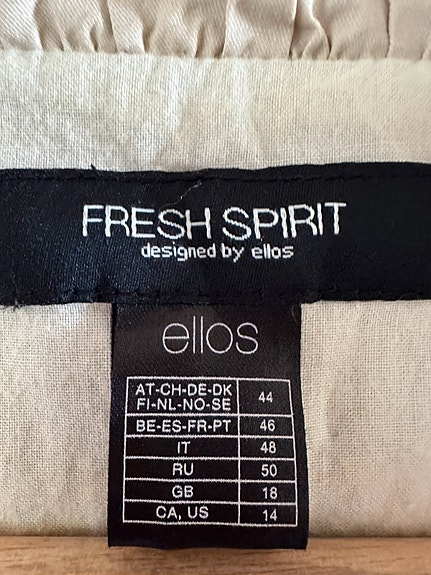 FRESH SPIRIT
designed by ellos
ellos
AT-CH-DE-DK
FI-NL-NO-SE 44
BE-ES-FR-PT 46
IT 48
RU 50
GB 18
CA, US 14